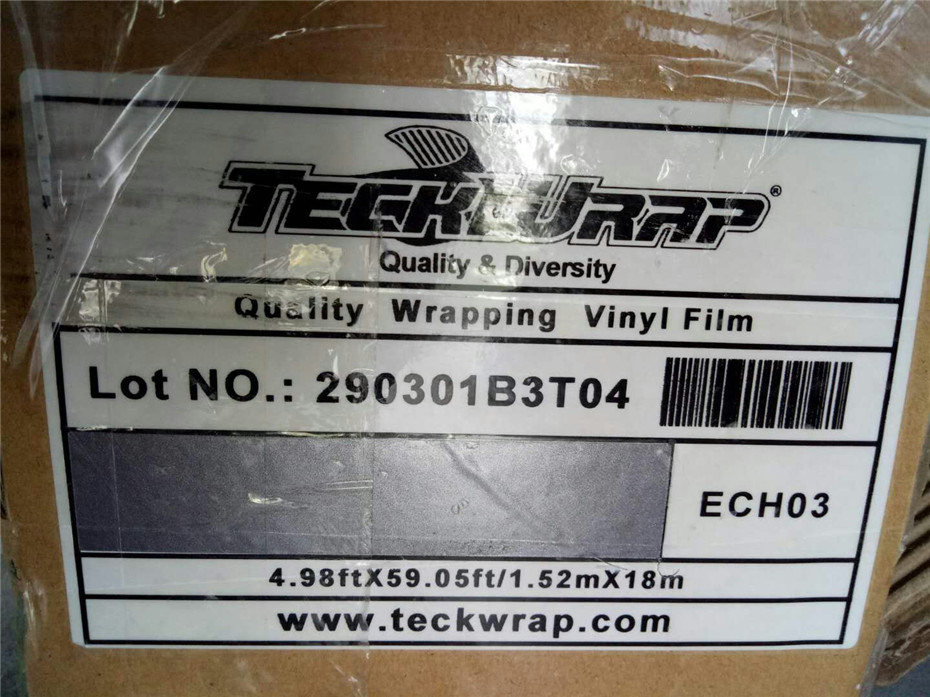 TECKWRAP®
Quality & Diversity
Quality Wrapping Vinyl Film
Lot NO.: 290301B3T04
ECH03
4.98ftX59.05ft/1.52mX18m
www.teckwrap.com